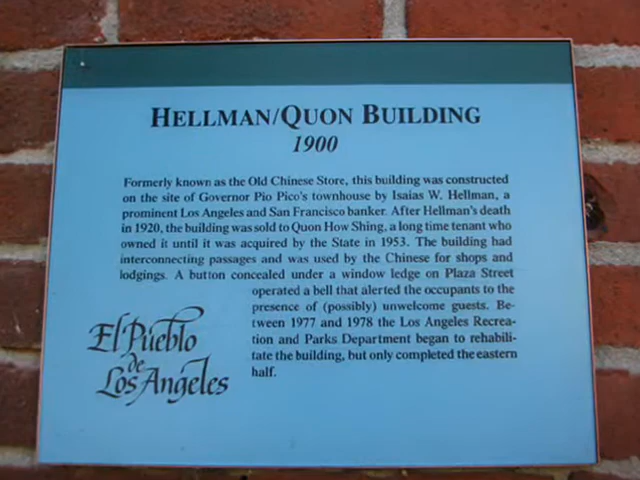 HELLMAN/QUON BUILDING
1900
Formerly known as the Old Chinese Store, this building was constructed
on the site of Governor Pio Pico's townhouse by Isaias W. Hellman, a
prominent Los Angeles and San Francisco banker. After Hellman's death
in 1920, the building was sold to Quon How Shing, a long time tenant who
owned it until it was acquired by the State in 1953. The building had
interconnecting passages and was used by the Chinese for shops and
lodgings. A button concealed under a window ledge on Plaza Street
operated a bell that alerted the occupants to the
presence of (possibly) unwelcome guests. Be-
tween 1977 and 1978 the Los Angeles Recrea-
tion and Parks Department began to rehabili-
tate the building, but only completed the eastern
half.
El Pueblo
de
Los Angeles